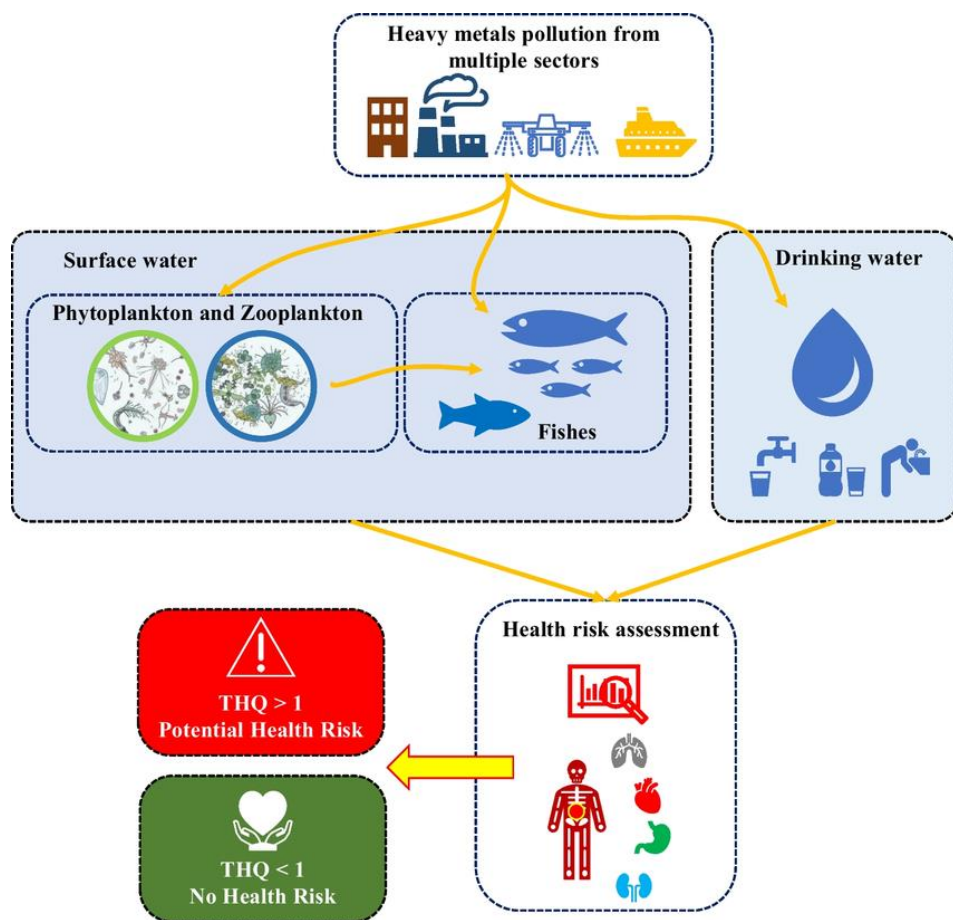 Heavy metals pollution from
multiple sectors
Surface water
Drinking water
Phytoplankton and Zooplankton
Fishes
Health risk assessment
THQ > 1
Potential Health Risk
THQ < 1
No Health Risk